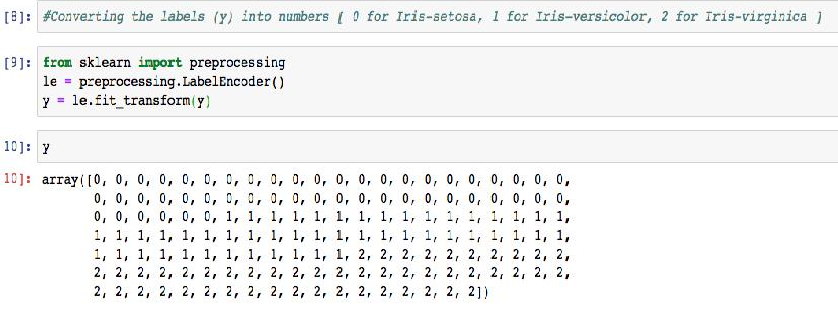 [8]: #Converting the labels (y) into numbers [ 0 for Iris-setosa, 1 for Iris-versicolor, 2 for Iris-virginica ]
[9]: from sklearn import preprocessing
le = preprocessing.LabelEncoder()
y = le.fit_transform(y)
10]: y
10]: array([0, 0, 0, 0, 0, 0, 0, 0, 0, 0, 0, 0, 0, 0, 0, 0, 0, 0, 0, 0, 0, 0,
0, 0, 0, 0, 0, 0, 0, 0, 0, 0, 0, 0, 0, 0, 0, 0, 0, 0, 0, 0, 0, 0,
0, 0, 0, 0, 0, 0, 1, 1, 1, 1, 1, 1, 1, 1, 1, 1, 1, 1, 1, 1, 1, 1,
1, 1, 1, 1, 1, 1, 1, 1, 1, 1, 1, 1, 1, 1, 1, 1, 1, 1, 1, 1, 1, 1,
1, 1, 1, 1, 1, 1, 1, 1, 1, 1, 1, 1, 2, 2, 2, 2, 2, 2, 2, 2, 2, 2,
2, 2, 2, 2, 2, 2, 2, 2, 2, 2, 2, 2, 2, 2, 2, 2, 2, 2, 2, 2, 2, 2,
2, 2, 2, 2, 2, 2, 2, 2, 2, 2, 2, 2, 2, 2, 2, 2, 2, 2])